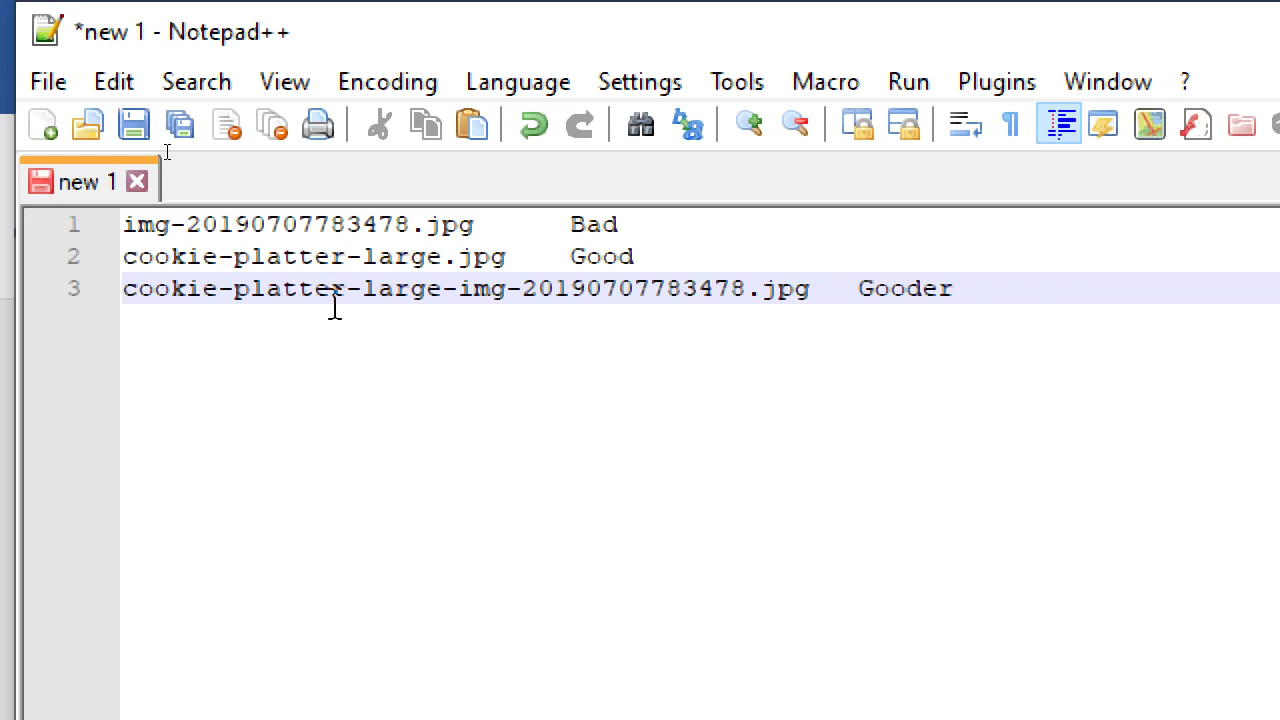 *new 1 - Notepad++
File Edit Search View Encoding Language Settings Tools Macro Run Plugins Window ?
new 1
1 img-20190707783478.jpg Bad
2 cookie-platter-large.jpg Good
3 cookie-platter-large-img-20190707783478.jpg Gooder